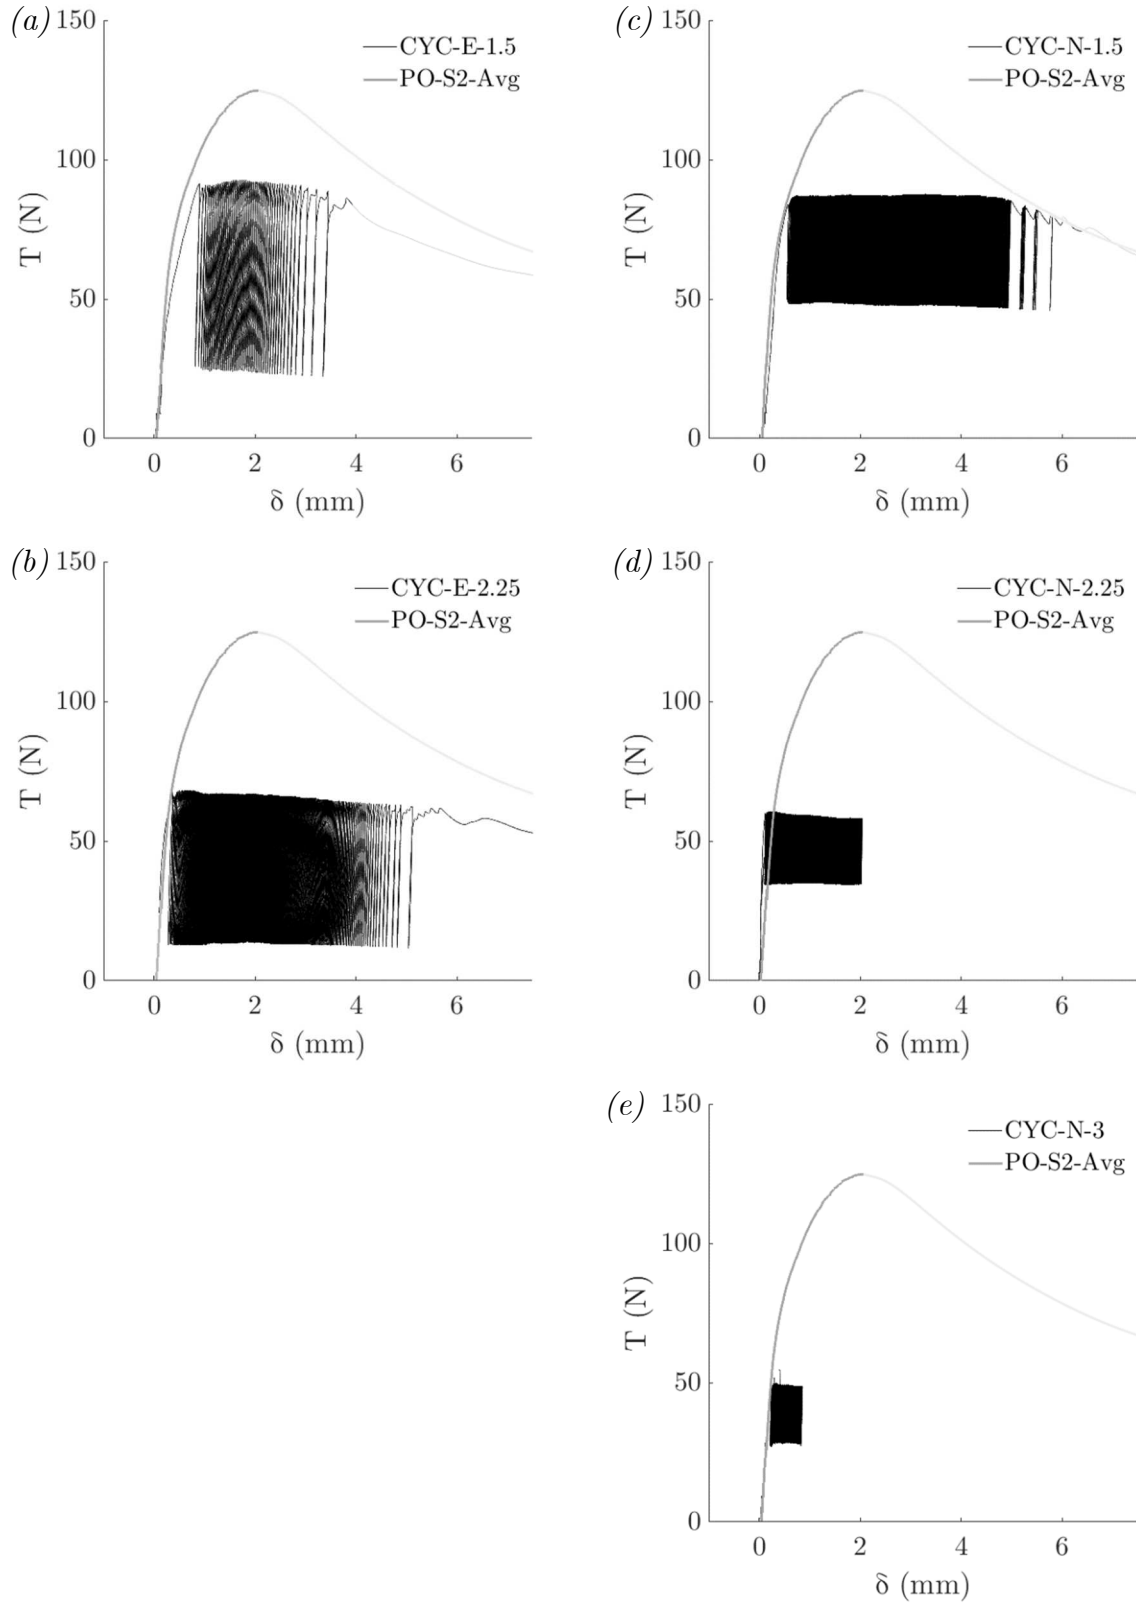 (a)
150
100
50
0
T (N)
CYC-E-1.5
PO-S2-Avg
0 2 4 6
δ (mm)
(c)
150
100
50
0
T (N)
CYC-N-1.5
PO-S2-Avg
0 2 4 6
δ (mm)
(b)
150
100
50
0
T (N)
CYC-E-2.25
PO-S2-Avg
0 2 4 6
δ (mm)
(d)
150
100
50
0
T (N)
CYC-N-2.25
PO-S2-Avg
0 2 4 6
δ (mm)
(e)
150
100
50
0
T (N)
CYC-N-3
PO-S2-Avg
0 2 4 6
δ (mm)